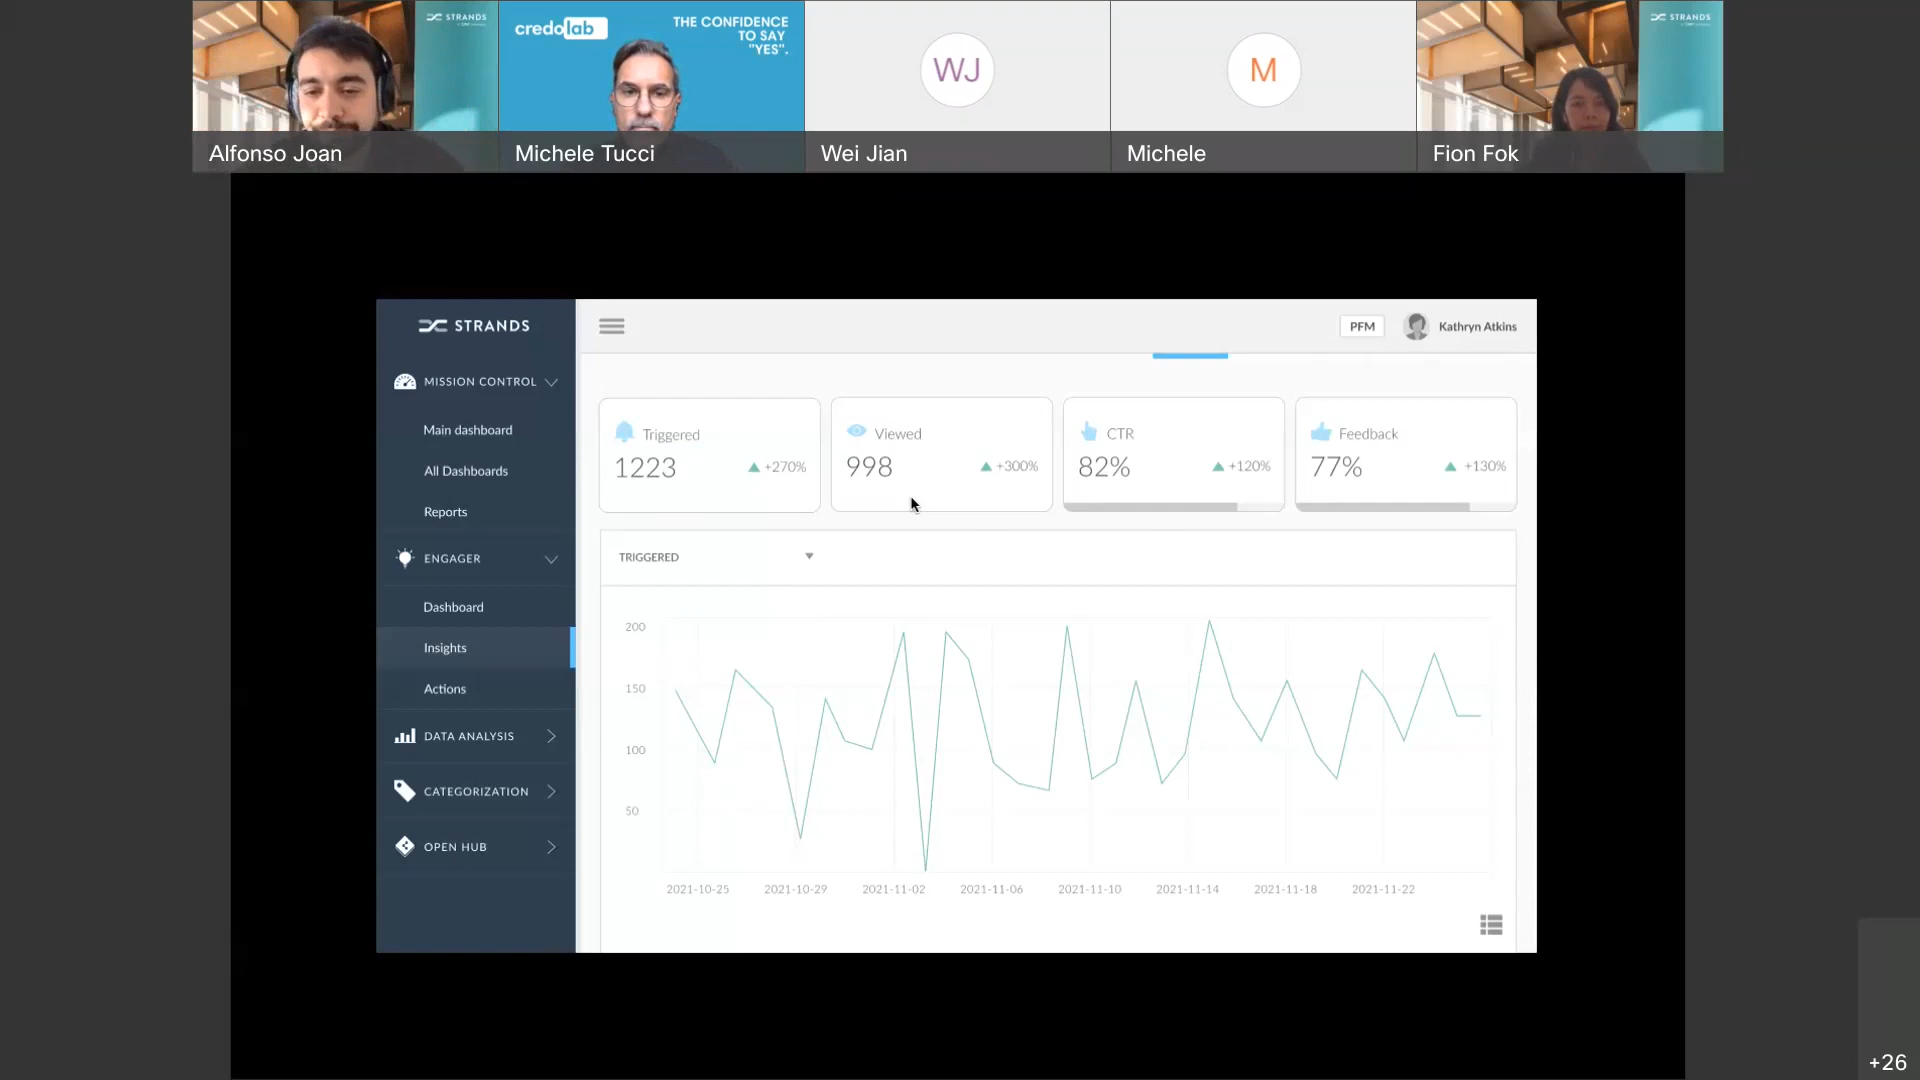 STRANDS
credolab
THE CONFIDENCE
TO SAY
"YES".
WJ
M
STRANDS
Alfonso Joan
Michele Tucci
Wei Jian
Michele
Fion Fok
STRANDS
PFM
Kathryn Atkins
MISSION CONTROL
Main dashboard
All Dashboards
Reports
ENGAGER
Dashboard
Insights
Actions
DATA ANALYSIS
CATEGORIZATION
OPEN HUB
Triggered
1223
+270%
Viewed
998
+300%
CTR
82%
+120%
Feedback
77%
+130%
TRIGGERED
200
150
100
50
2021-10-25
2021-10-29
2021-11-02
2021-11-06
2021-11-10
2021-11-14
2021-11-18
2021-11-22
+26